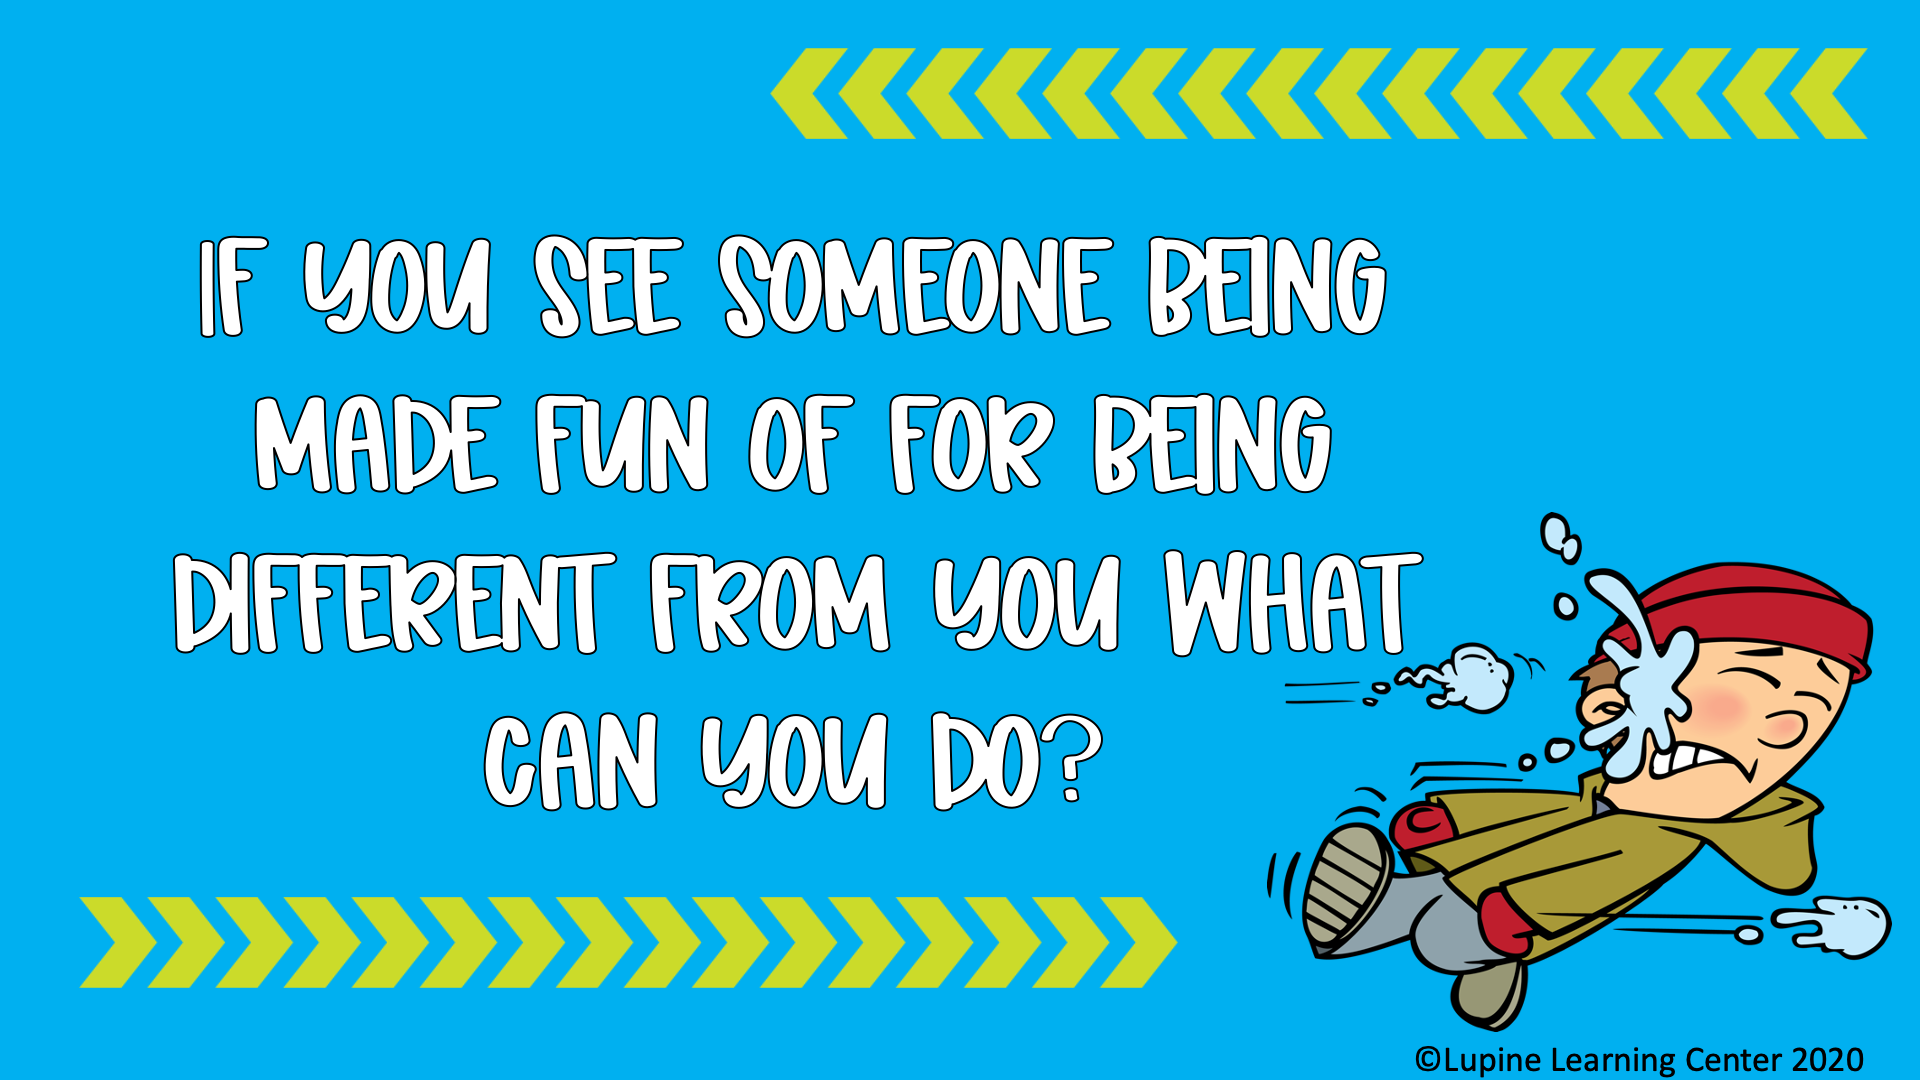 IF YOU SEE SOMEONE BEING
MADE FUN OF FOR BEING
DIFFERENT FROM YOU WHAT
CAN YOU DO?
©Lupine Learning Center 2020